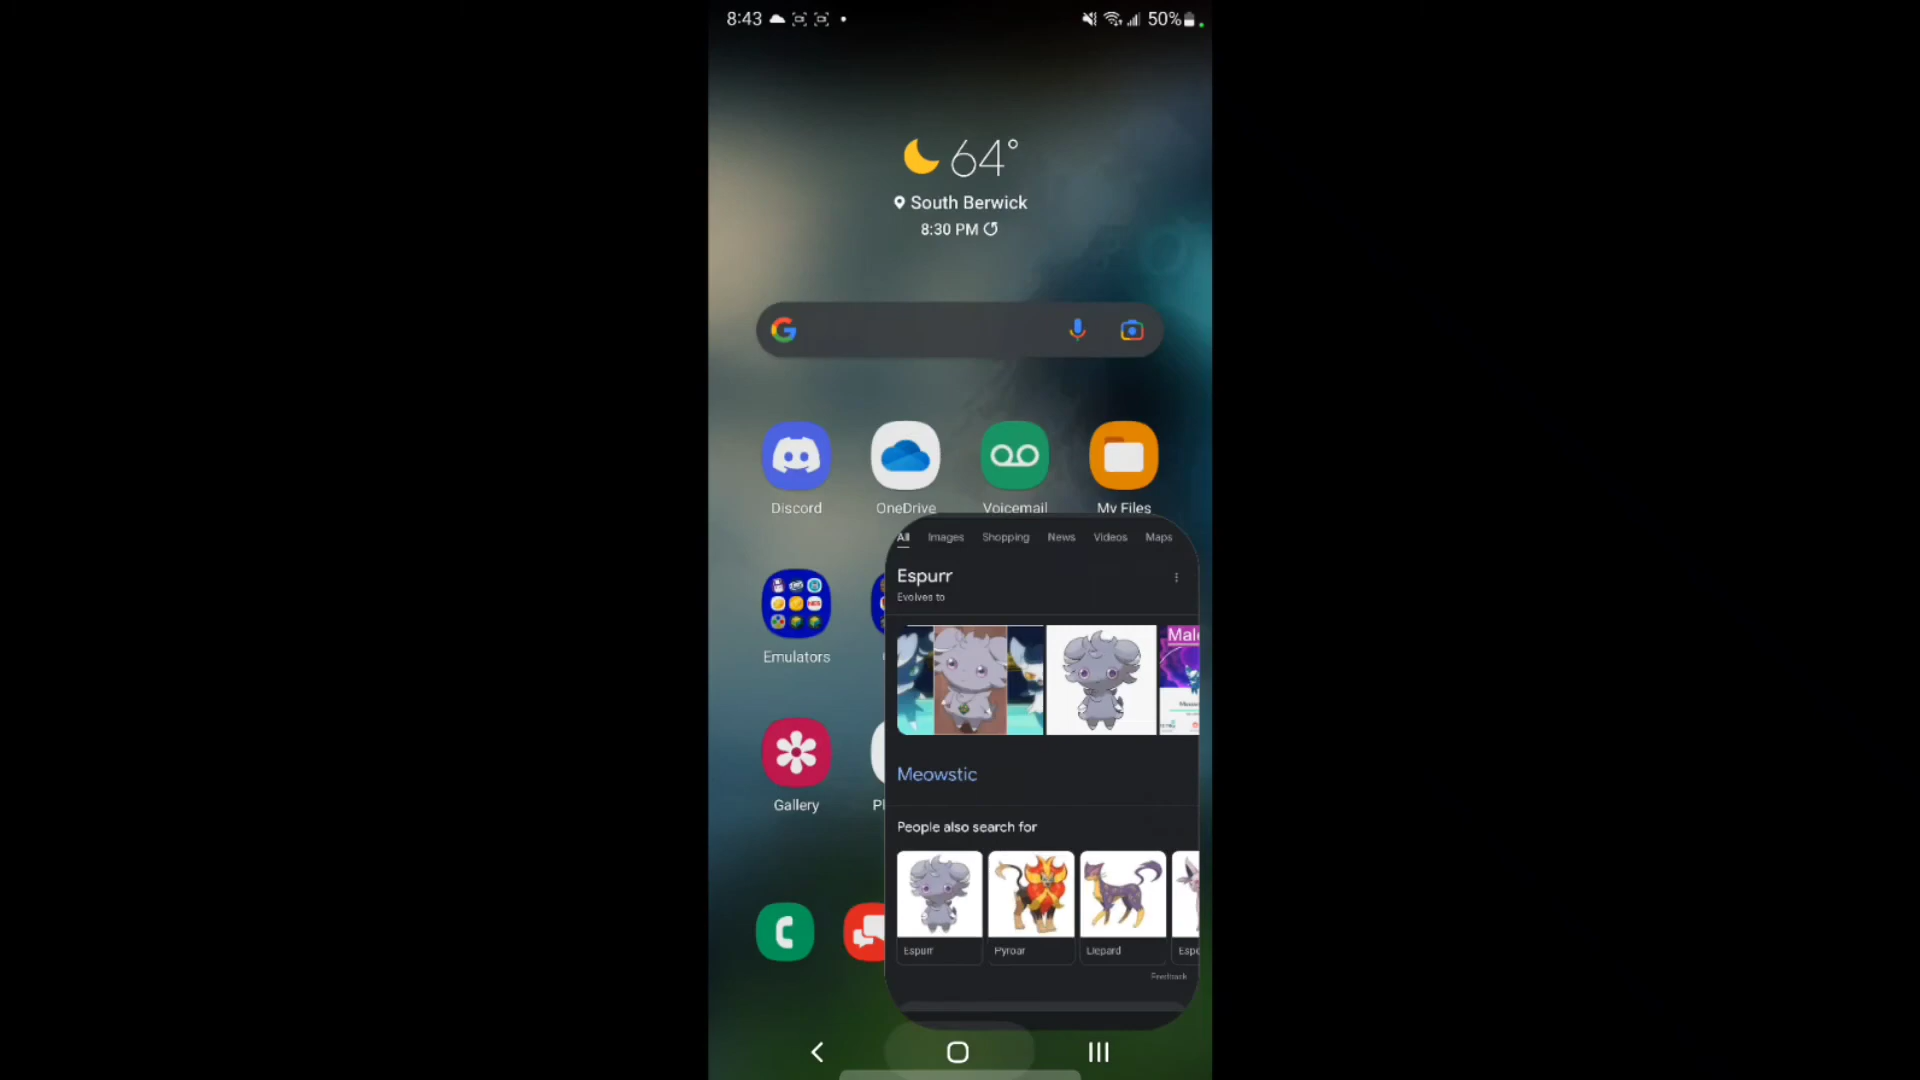 8:43
50%
64°
South Berwick
8:30 PM
Discord
OneDrive
Voicemail
My Files
All Images Shopping News Videos Maps
Espurr
Evolves to
Emulators
Male
Meowstic
Gallery
People also search for
Espurr
Pyroar
Liepard
Espe
Feedback